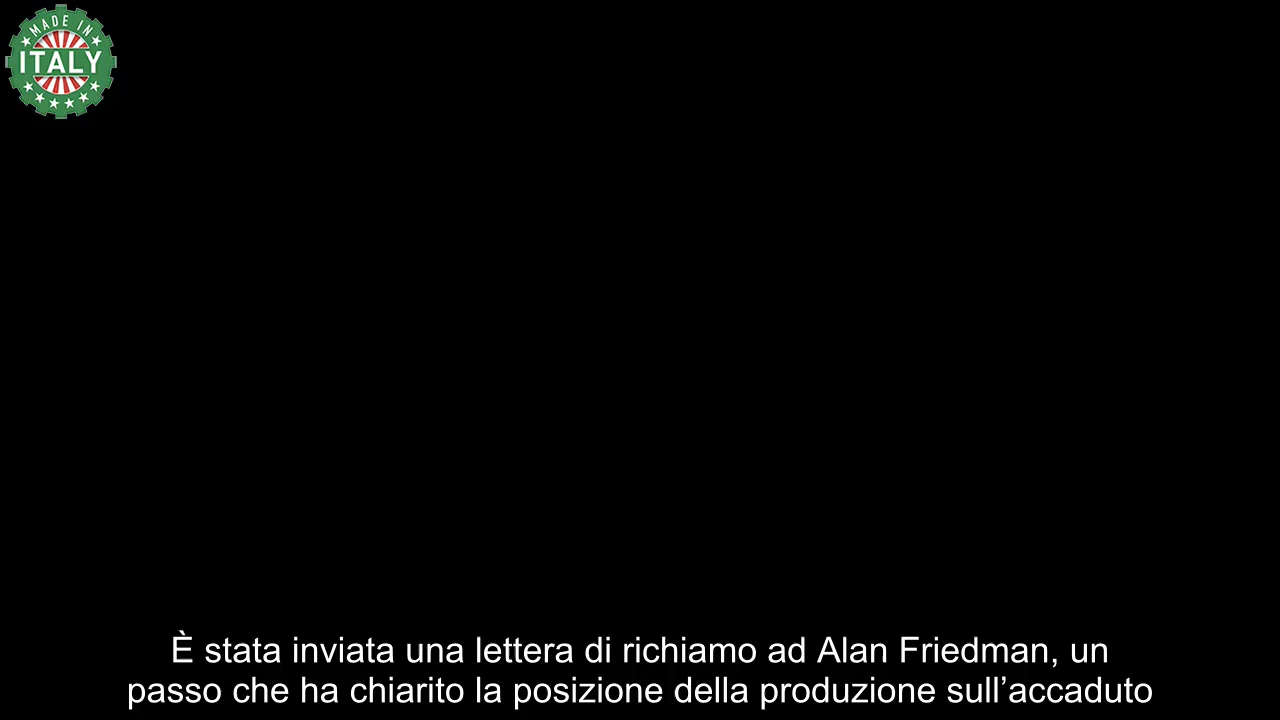 MADE IN
ITALY
È stata inviata una lettera di richiamo ad Alan Friedman, un
passo che ha chiarito la posizione della produzione sull’accaduto